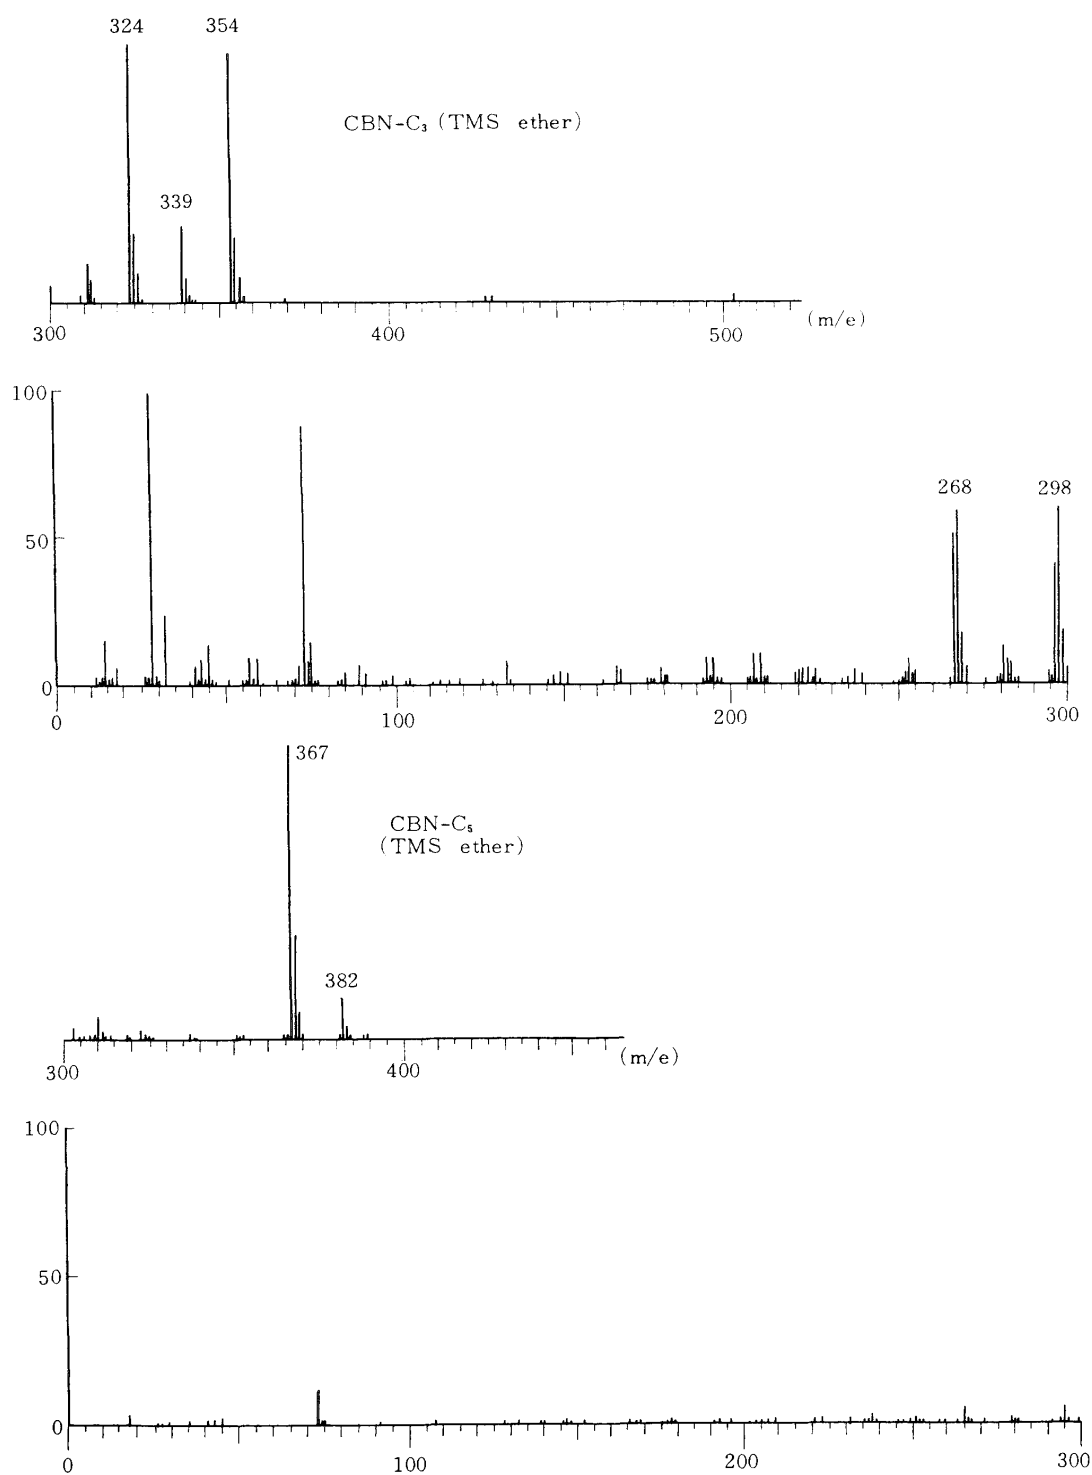 324 354
CBN-C₃ (TMS ether)
339
300 400 500 (m/e)
100
268 298
50
0
0 100 200 300
367
CBN-C₅
(TMS ether)
382
300 400 (m/e)
100
50
0
0 100 200 300